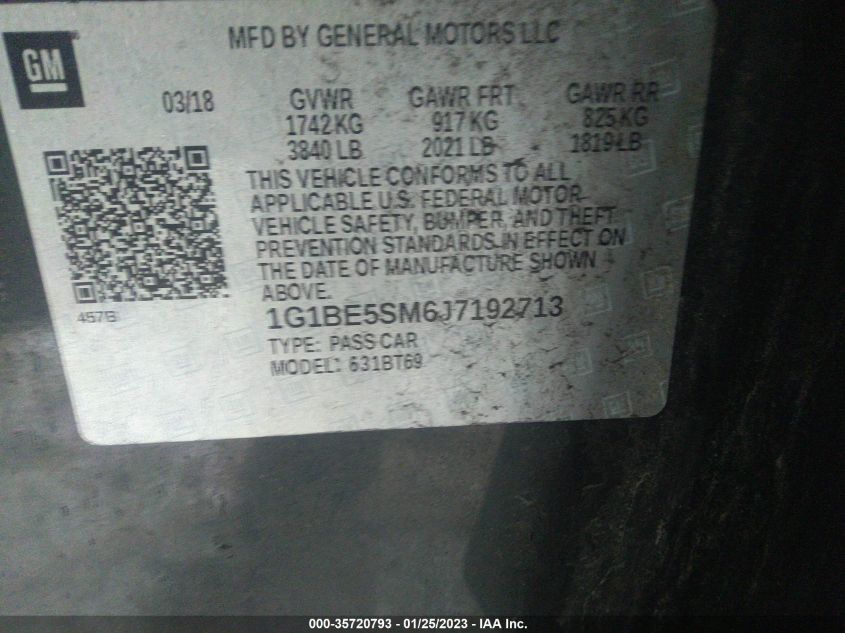 MFD BY GENERAL MOTORS LLC
GM
03/18 GVWR GAWR FRT GAWR RR
1742 KG 917 KG 825 KG
3840 LB 2021 LB 1819 LB
THIS VEHICLE CONFORMS TO ALL
APPLICABLE U.S. FEDERAL MOTOR
VEHICLE SAFETY, BUMPER, AND THEFT
PREVENTION STANDARDS IN EFFECT ON
THE DATE OF MANUFACTURE SHOWN
ABOVE.
457B
1G1BE5SM6J7192713
TYPE: PASS CAR
MODEL: 631BT69
000-35720793 - 01/25/2023 - IAA Inc.